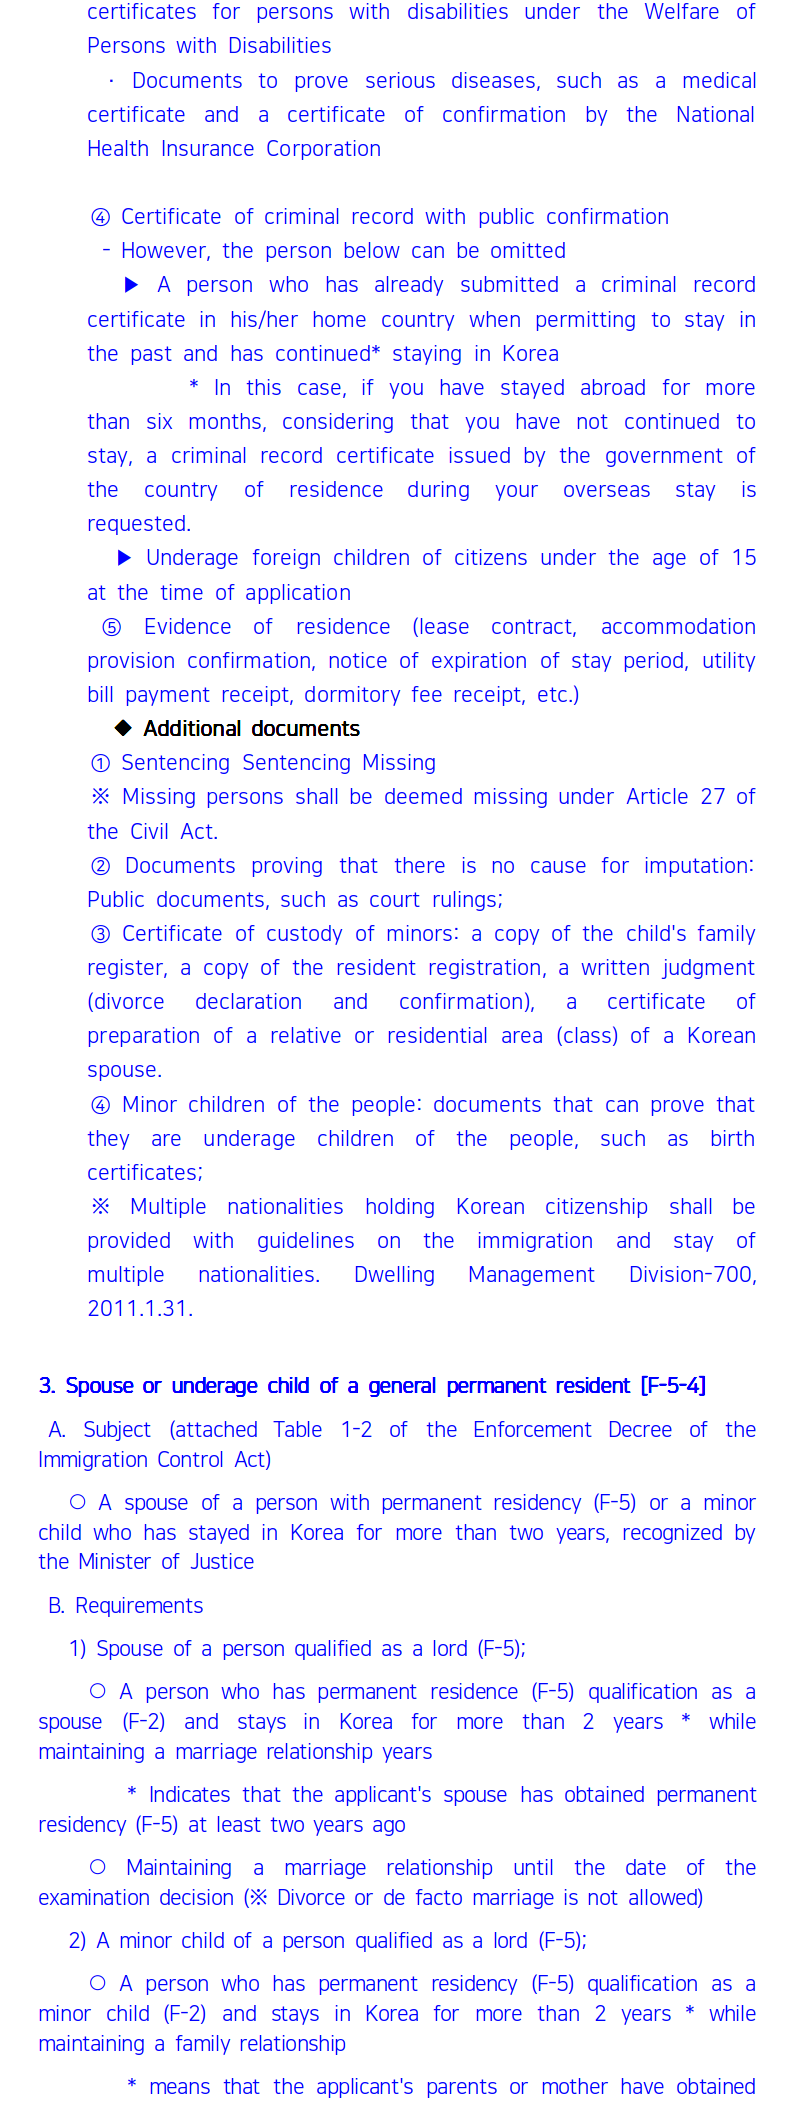 certificates for persons with disabilities under the Welfare of
Persons with Disabilities
· Documents to prove serious diseases, such as a medical
certificate and a certificate of confirmation by the National
Health Insurance Corporation
④ Certificate of criminal record with public confirmation
- However, the person below can be omitted
▶ A person who has already submitted a criminal record
certificate in his/her home country when permitting to stay in
the past and has continued* staying in Korea
* In this case, if you have stayed abroad for more
than six months, considering that you have not continued to
stay, a criminal record certificate issued by the government of
the country of residence during your overseas stay is
requested.
▶ Underage foreign children of citizens under the age of 15
at the time of application
⑤ Evidence of residence (lease contract, accommodation
provision confirmation, notice of expiration of stay period, utility
bill payment receipt, dormitory fee receipt, etc.)
◆ Additional documents
① Sentencing Sentencing Missing
※ Missing persons shall be deemed missing under Article 27 of
the Civil Act.
② Documents proving that there is no cause for imputation:
Public documents, such as court rulings;
③ Certificate of custody of minors: a copy of the child's family
register, a copy of the resident registration, a written judgment
(divorce declaration and confirmation), a certificate of
preparation of a relative or residential area (class) of a Korean
spouse.
④ Minor children of the people: documents that can prove that
they are underage children of the people, such as birth
certificates;
※ Multiple nationalities holding Korean citizenship shall be
provided with guidelines on the immigration and stay of
multiple nationalities. Dwelling Management Division-700,
2011.1.31.
3. Spouse or underage child of a general permanent resident [F-5-4]
A. Subject (attached Table 1-2 of the Enforcement Decree of the
Immigration Control Act)
○ A spouse of a person with permanent residency (F-5) or a minor
child who has stayed in Korea for more than two years, recognized by
the Minister of Justice
B. Requirements
1) Spouse of a person qualified as a lord (F-5);
○ A person who has permanent residence (F-5) qualification as a
spouse (F-2) and stays in Korea for more than 2 years * while
maintaining a marriage relationship years
* Indicates that the applicant's spouse has obtained permanent
residency (F-5) at least two years ago
○ Maintaining a marriage relationship until the date of the
examination decision (※ Divorce or de facto marriage is not allowed)
2) A minor child of a person qualified as a lord (F-5);
○ A person who has permanent residency (F-5) qualification as a
minor child (F-2) and stays in Korea for more than 2 years * while
maintaining a family relationship
* means that the applicant's parents or mother have obtained